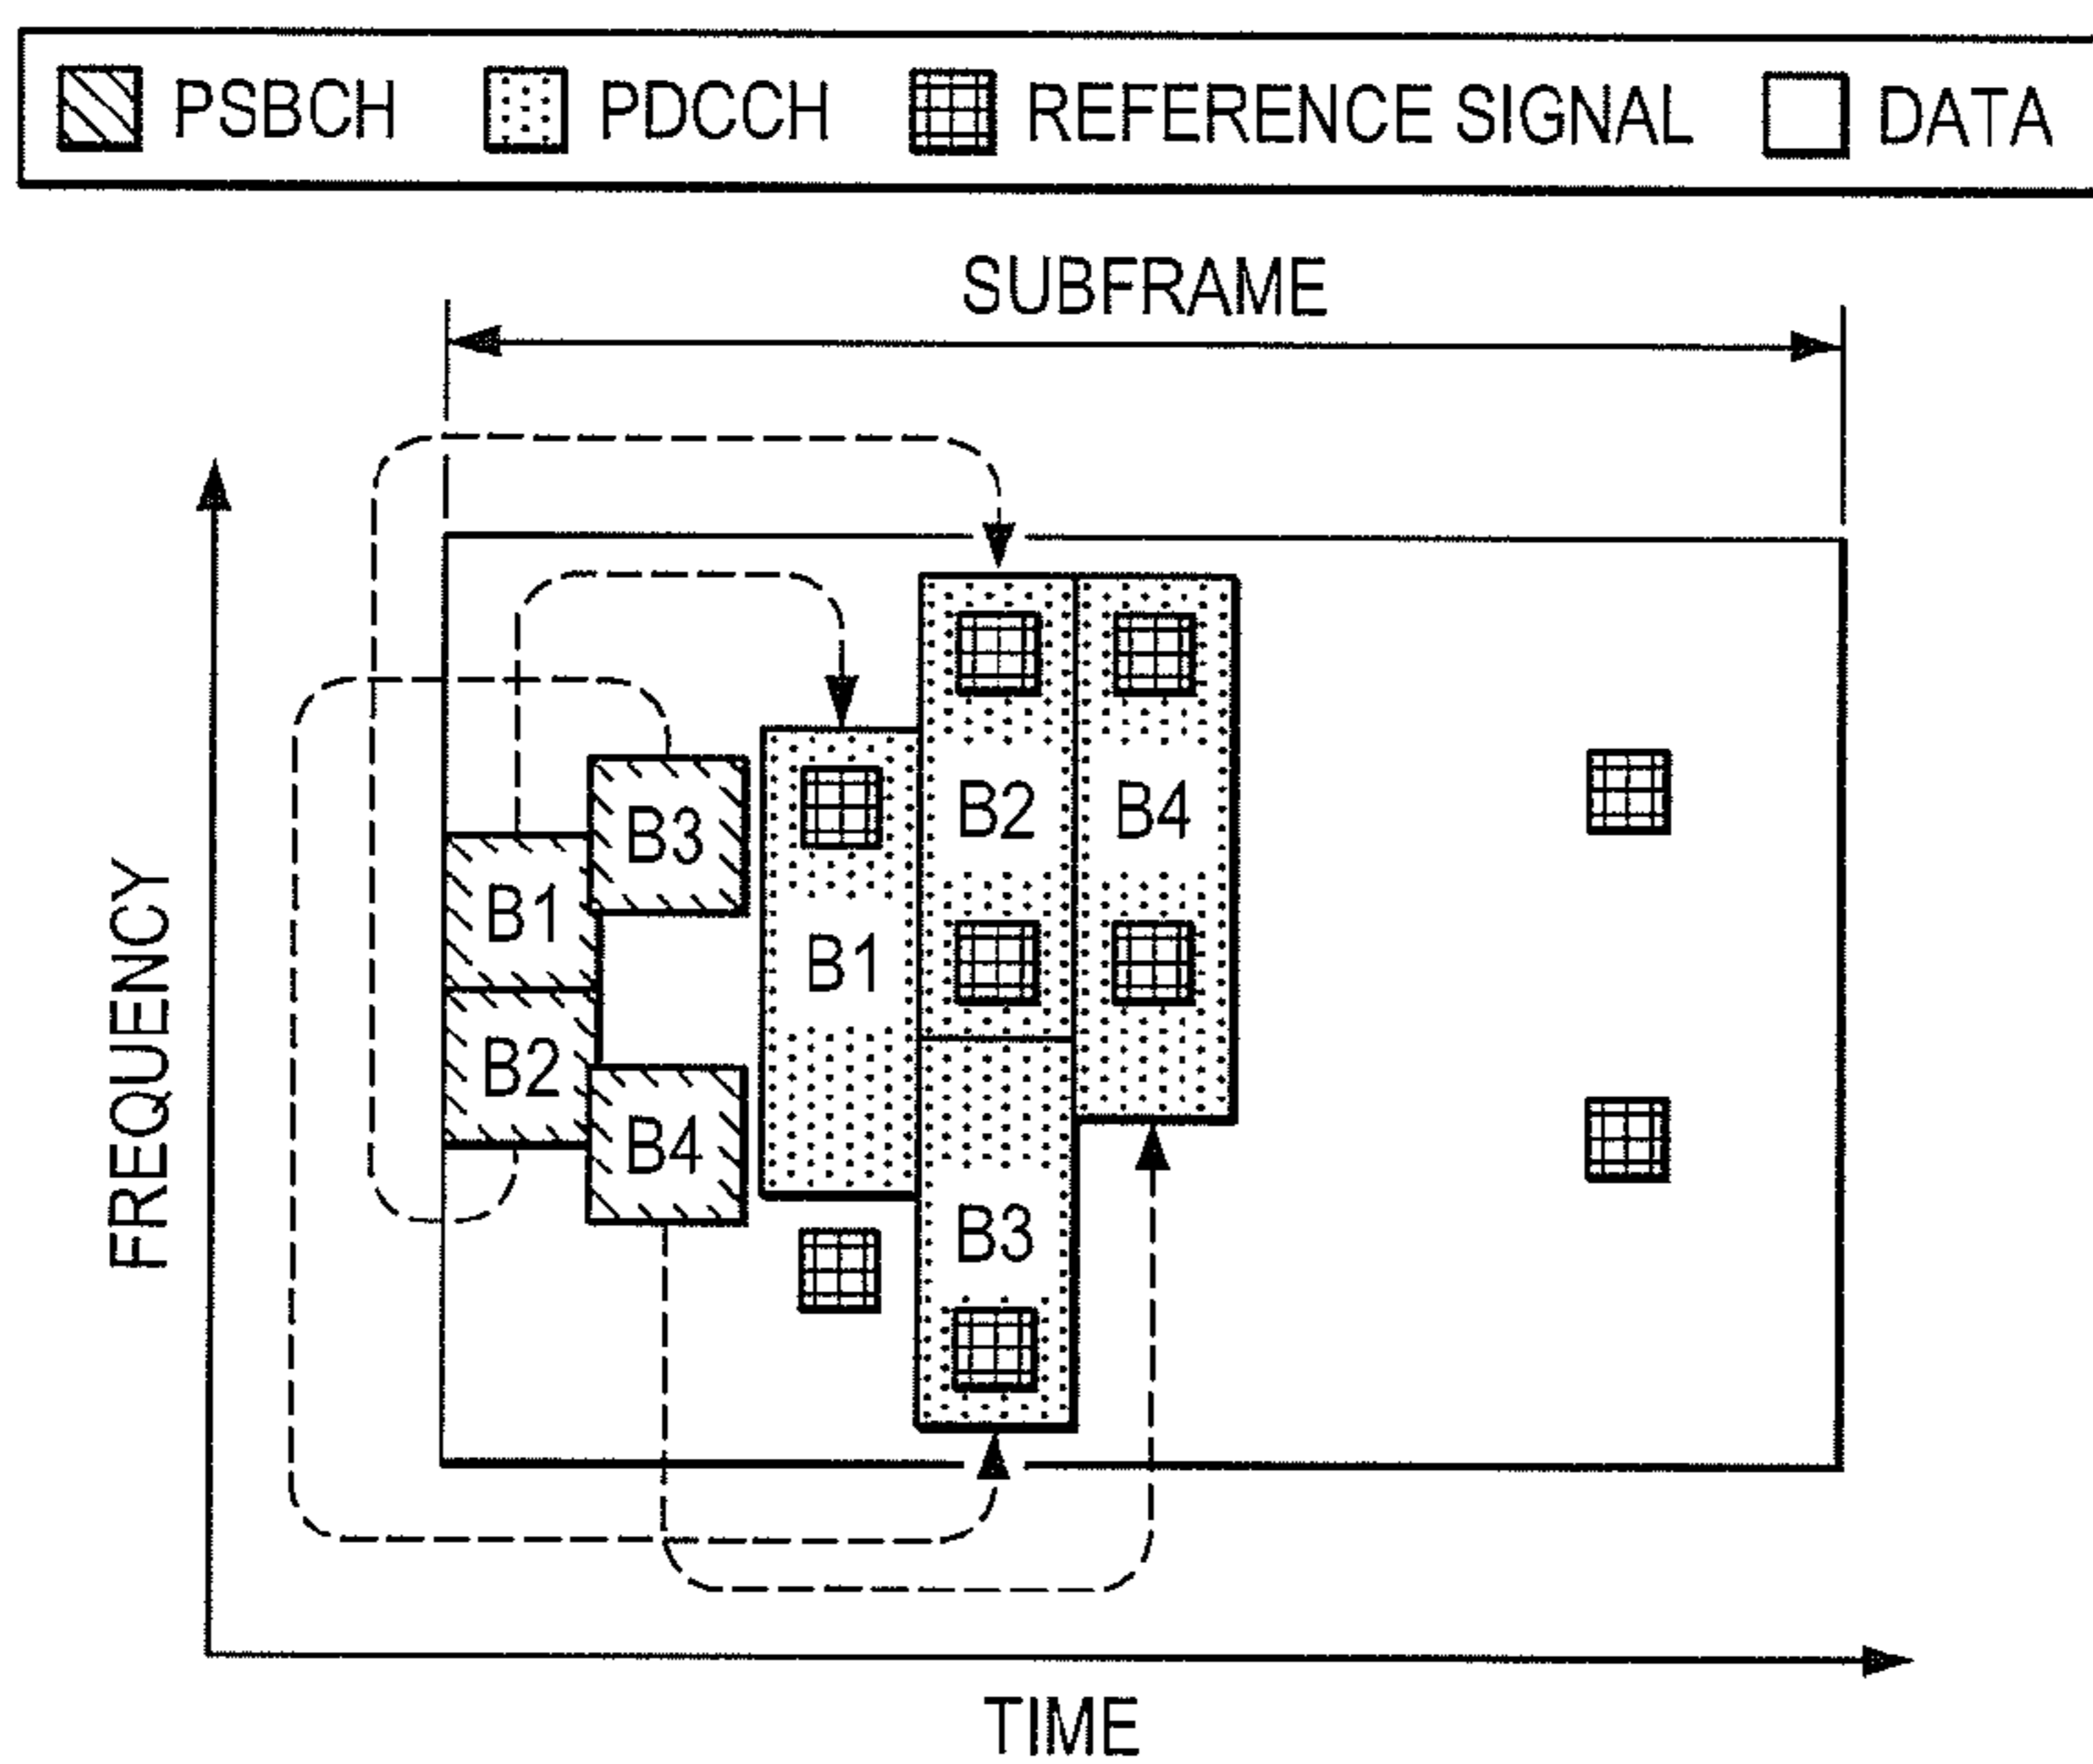 PSBCH PDCCH REFERENCE SIGNAL DATA
SUBFRAME
FREQUENCY
B3
B1
B2
B4
B1
B2
B4
B3
TIME